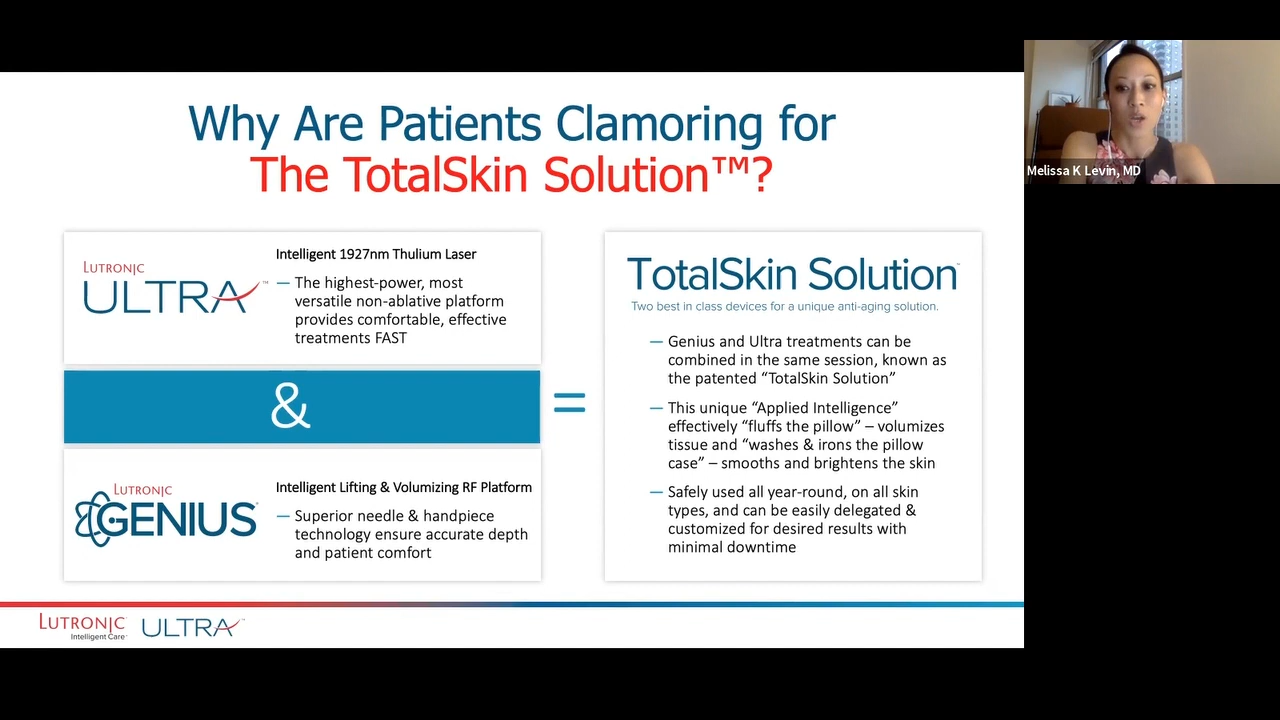 Why Are Patients Clamoring for
The TotalSkin Solution™?
LUTRONIC
ULTRA™
Intelligent 1927nm Thulium Laser
— The highest-power, most
versatile non-ablative platform
provides comfortable, effective
treatments FAST
&
LUTRONIC
GENIUS
Intelligent Lifting & Volumizing RF Platform
— Superior needle & handpiece
technology ensure accurate depth
and patient comfort
=
TotalSkin Solution™
Two best in class devices for a unique anti-aging solution.
— Genius and Ultra treatments can be
combined in the same session, known as
the patented “TotalSkin Solution”
— This unique “Applied Intelligence”
effectively “fluffs the pillow” – volumizes
tissue and “washes & irons the pillow
case” – smooths and brightens the skin
— Safely used all year-round, on all skin
types, and can be easily delegated &
customized for desired results with
minimal downtime
LUTRONIC
Intelligent Care™
ULTRA™
Melissa K Levin, MD